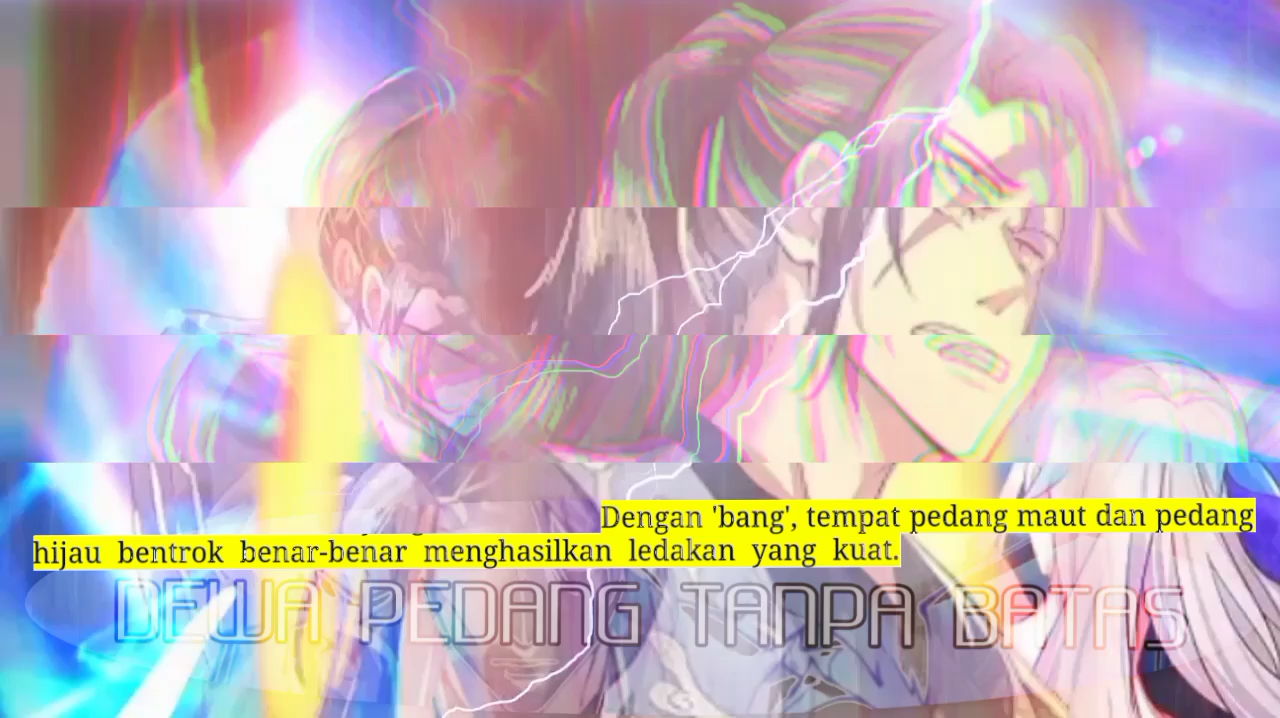 Dengan 'bang', tempat pedang maut dan pedang
hijau bentrok benar-benar menghasilkan ledakan yang kuat.
DEWA PEDANG TANPA BATAS